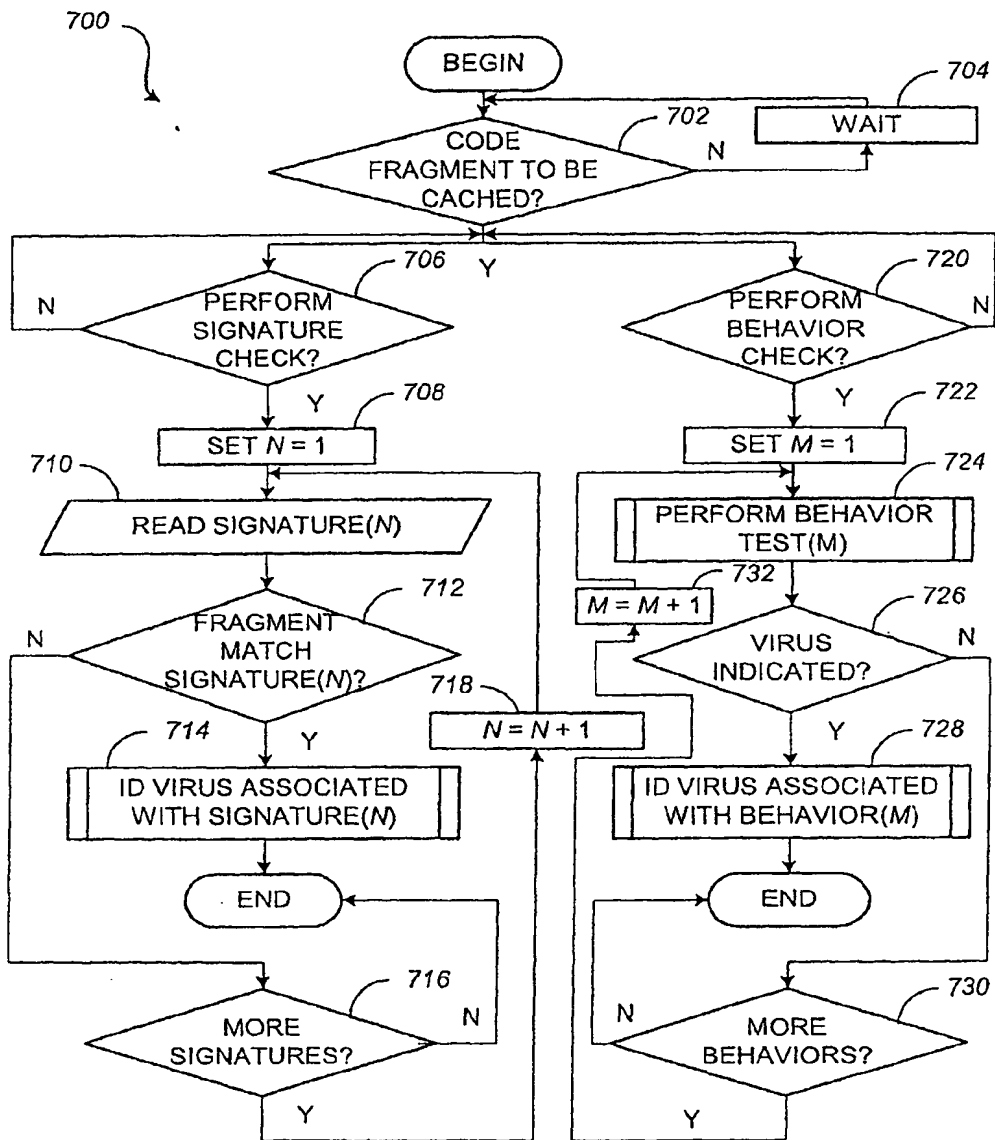 700
BEGIN
704
WAIT
702
CODE
FRAGMENT TO BE
CACHED?
N
Y
706
N
PERFORM
SIGNATURE
CHECK?
Y
708
SET N = 1
710
READ SIGNATURE(N)
712
N
FRAGMENT
MATCH
SIGNATURE(N)?
Y
718
N = N + 1
714
ID VIRUS ASSOCIATED
WITH SIGNATURE(N)
END
716
N
MORE
SIGNATURES?
Y
720
N
PERFORM
BEHAVIOR
CHECK?
Y
722
SET M = 1
724
PERFORM BEHAVIOR
TEST(M)
732
M = M + 1
726
N
VIRUS
INDICATED?
Y
728
ID VIRUS ASSOCIATED
WITH BEHAVIOR(M)
END
730
N
MORE
BEHAVIORS?
Y